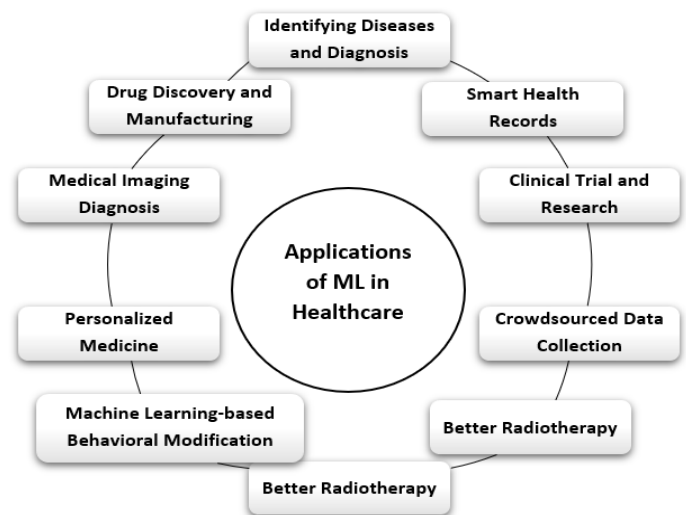 Identifying Diseases
and Diagnosis
Drug Discovery and
Manufacturing
Smart Health
Records
Medical Imaging
Diagnosis
Clinical Trial and
Research
Applications
of ML in
Healthcare
Personalized
Medicine
Crowdsourced Data
Collection
Machine Learning-based
Behavioral Modification
Better Radiotherapy
Better Radiotherapy